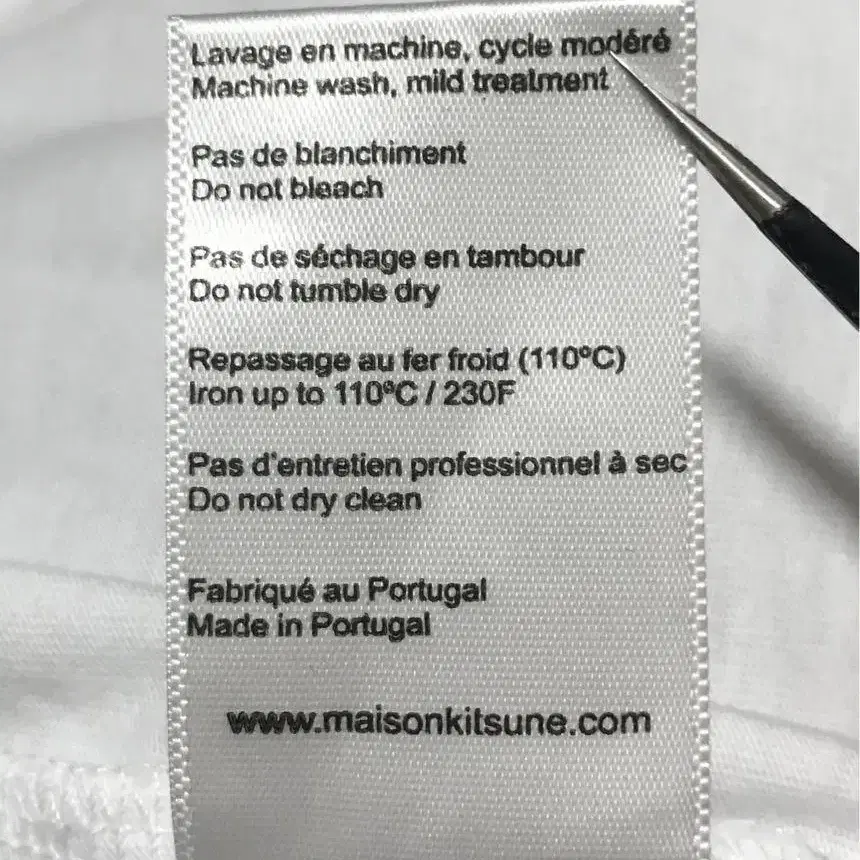 Lavage en machine, cycle modéré
Machine wash, mild treatment
Pas de blanchiment
Do not bleach
Pas de séchage en tambour
Do not tumble dry
Repassage au fer froid (110ºC)
Iron up to 110ºC / 230F
Pas d'entretien professionnel à sec
Do not dry clean
Fabriqué au Portugal
Made in Portugal
www.maisonkitsune.com